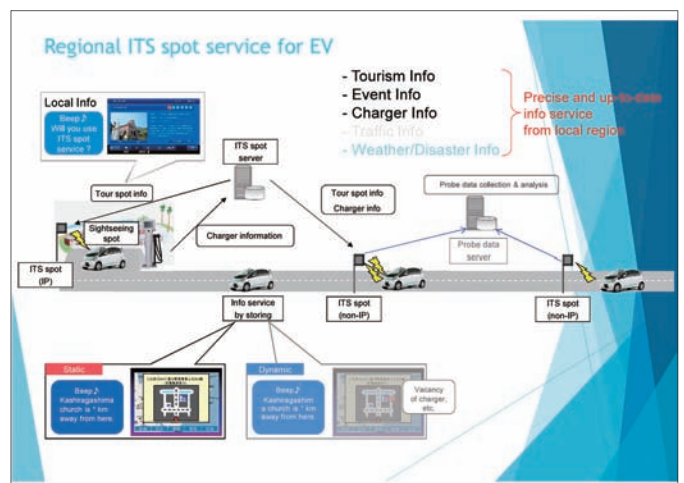 Regional ITS spot service for EV
- Tourism Info
- Event Info
- Charger Info
- Traffic Info
- Weather/Disaster Info
Precise and up-to-date
info service
from local region
Local Info
Beep♪
Will you use
ITS spot
service ?
ITS spot
server
Tour spot info
Tour spot info
Charger info
Probe data collection & analysis
Sightseeing
spot
Charger information
Probe data
server
ITS spot
(IP)
Info service
by storing
ITS spot
(non-IP)
ITS spot
(non-IP)
Static
Beep♪
Kashiragashima
church is * km
away from here.
Dynamic
Beep♪
Kashiragashim
a church is * km
away from here.
Vacancy
of charger,
etc.